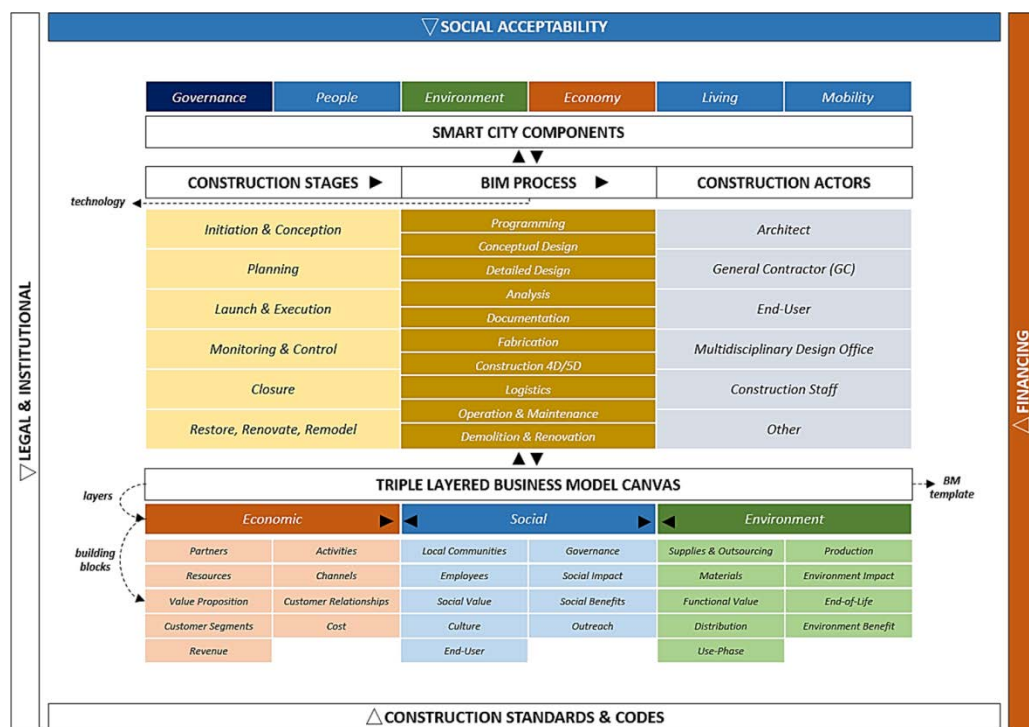 ▽SOCIAL ACCEPTABILITY
▽LEGAL & INSTITUTIONAL
△FINANCING
Governance People Environment Economy Living Mobility
SMART CITY COMPONENTS
▲▼
CONSTRUCTION STAGES ▶ BIM PROCESS ▶ CONSTRUCTION ACTORS
technology
Initiation & Conception
Planning
Launch & Execution
Monitoring & Control
Closure
Restore, Renovate, Remodel
Programming
Conceptual Design
Detailed Design
Analysis
Documentation
Fabrication
Construction 4D/5D
Logistics
Operation & Maintenance
Demolition & Renovation
Architect
General Contractor (GC)
End-User
Multidisciplinary Design Office
Construction Staff
Other
▲▼
TRIPLE LAYERED BUSINESS MODEL CANVAS
layers
BM
template
Economic ▶ ◀ Social ▶ ◀ Environment
building
blocks
Partners Activities
Resources Channels
Value Proposition Customer Relationships
Customer Segments Cost
Revenue
Local Communities Governance
Employees Social Impact
Social Value Social Benefits
Culture Outreach
End-User
Supplies & Outsourcing Production
Materials Environment Impact
Functional Value End-of-Life
Distribution Environment Benefit
Use-Phase
△CONSTRUCTION STANDARDS & CODES